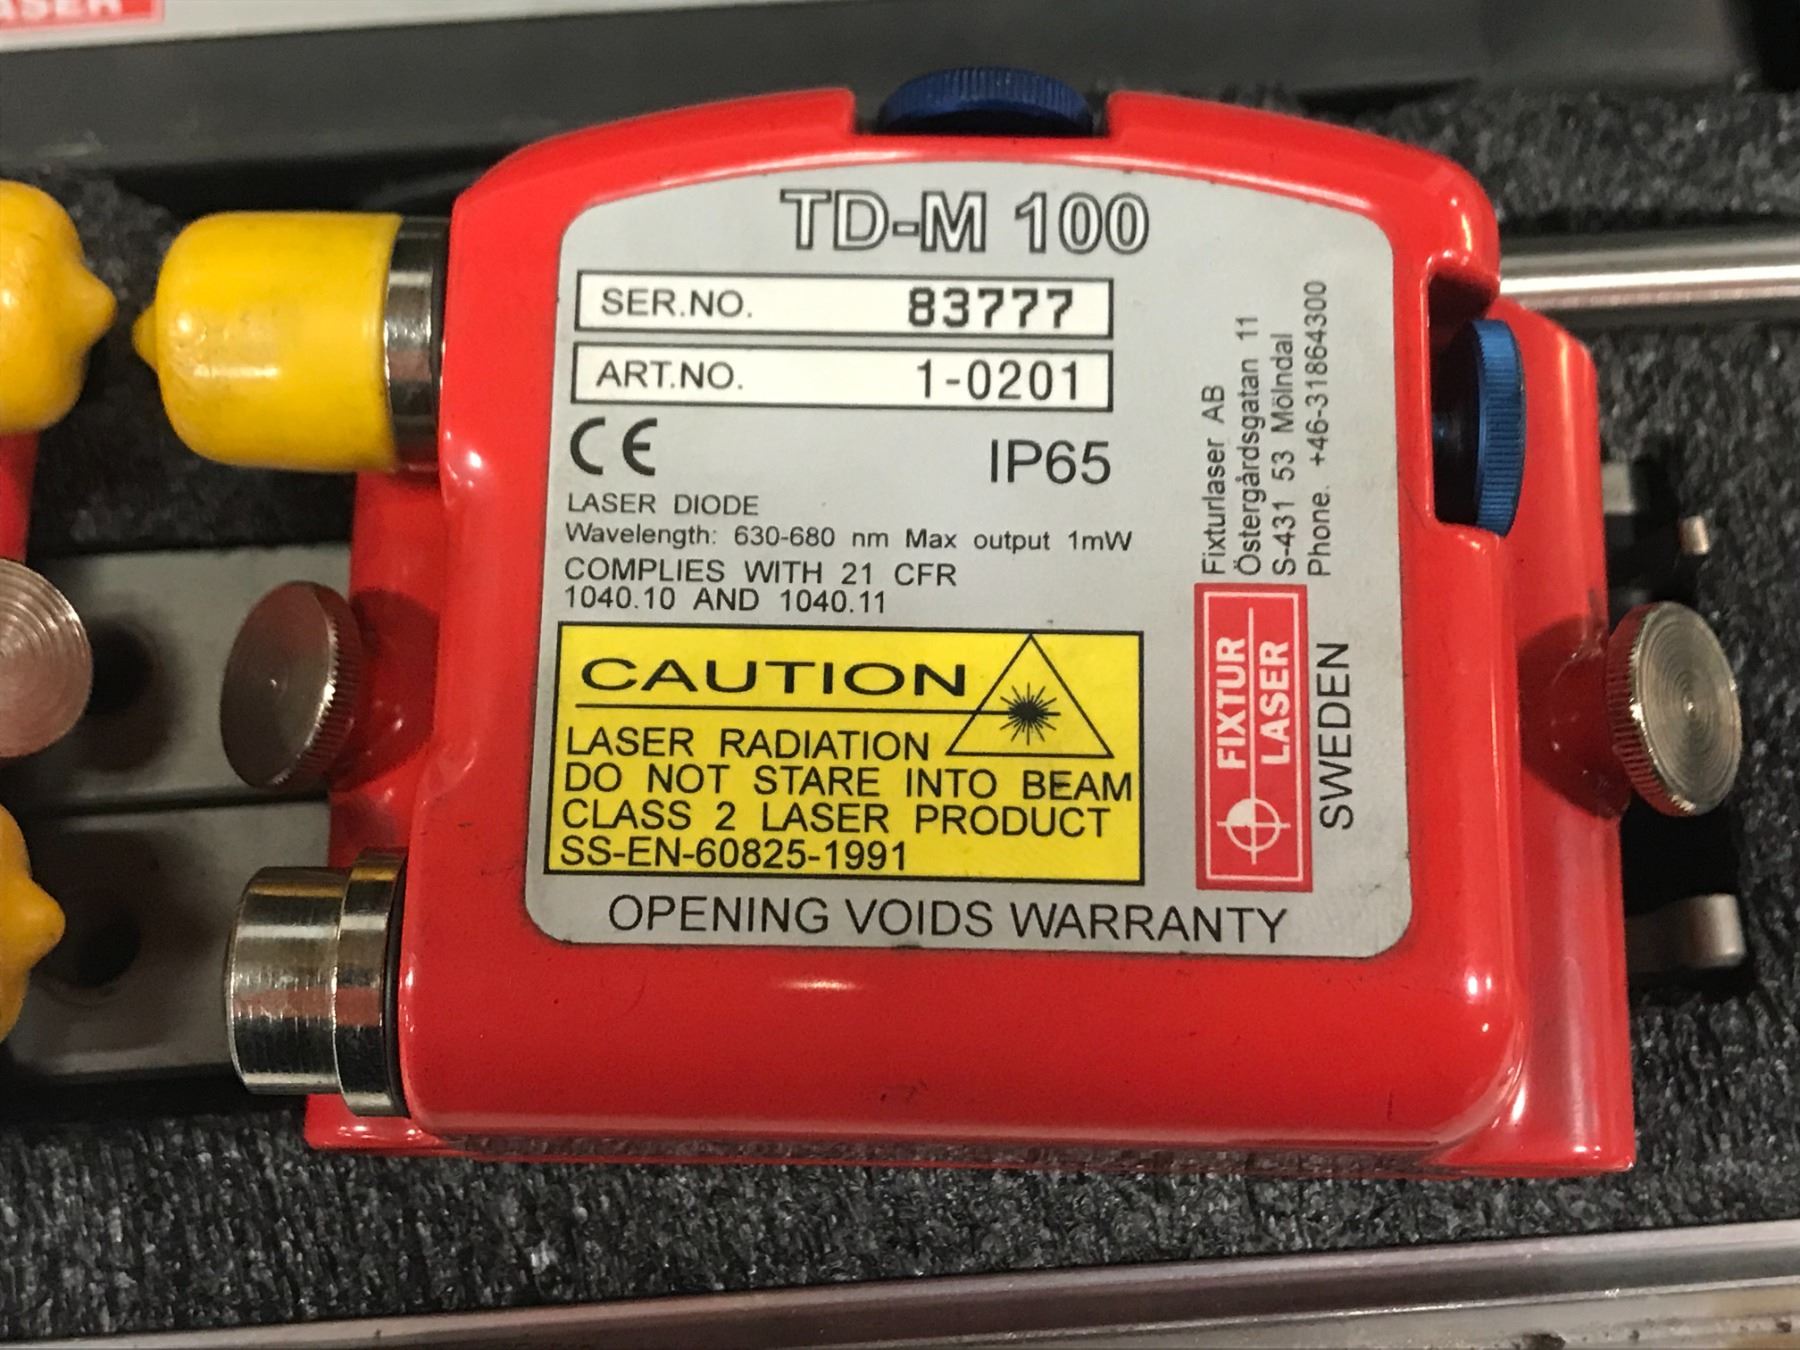 ASER
TD-M 100
SER.NO. 83777
ART.NO. 1-0201
CE IP65
LASER DIODE
Wavelength: 630-680 nm Max output 1mW
COMPLIES WITH 21 CFR
1040.10 AND 1040.11
CAUTION
LASER RADIATION
DO NOT STARE INTO BEAM
CLASS 2 LASER PRODUCT
SS-EN-60825-1991
OPENING VOIDS WARRANTY
Fixturlaser AB
Östergårdsgatan 11
S-431 53 Mölndal
Phone. +46-31864300
FIXTUR
LASER
SWEDEN